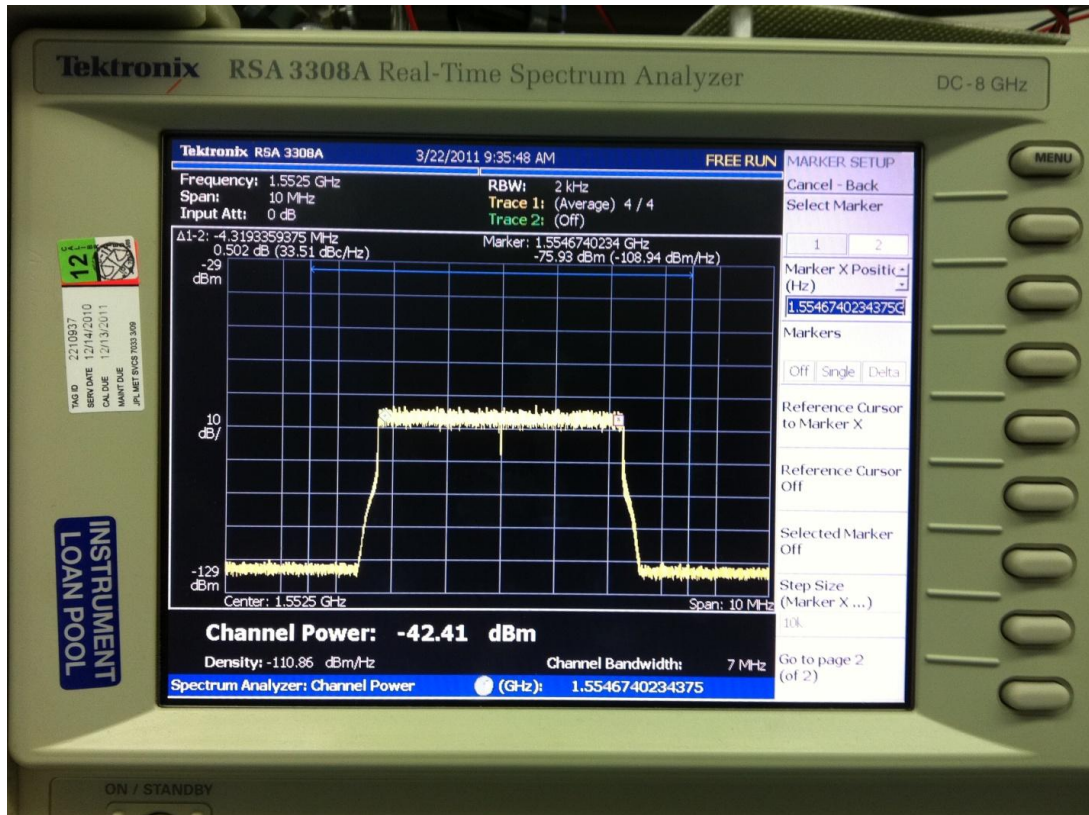 Tektronix RSA 3308A Real-Time Spectrum Analyzer
DC - 8 GHz
MENU
Tektronix RSA 3308A 3/22/2011 9:35:48 AM FREE RUN
Frequency: 1.5525 GHz
Span: 10 MHz
Input Att: 0 dB
RBW: 2 kHz
Trace 1: (Average) 4 / 4
Trace 2: (Off)
Δ1-2: -4.3193359375 MHz
0.502 dB (33.51 dBc/Hz)
Marker: 1.5546740234 GHz
-75.93 dBm (-108.94 dBm/Hz)
-29
dBm
10
dB/
-129
dBm
Center: 1.5525 GHz
Span: 10 MHz
Channel Power: -42.41 dBm
Density: -110.86 dBm/Hz
Channel Bandwidth: 7 MHz
Spectrum Analyzer: Channel Power
(GHz): 1.5546740234375
MARKER SETUP
Cancel - Back
Select Marker
1 2
Marker X Positic
(Hz)
1.5546740234375G
Markers
Off Single Delta
Reference Cursor
to Marker X
Reference Cursor
Off
Selected Marker
Off
Step Size
(Marker X ...)
10k
Go to page 2
(of 2)
12
TAG ID 2210937
SERV DATE 12/14/2010
CAL DUE 12/13/2011
MAINT DUE
JPL MET SVCS 7033 3/09
INSTRUMENT
LOAN POOL
ON / STANDBY